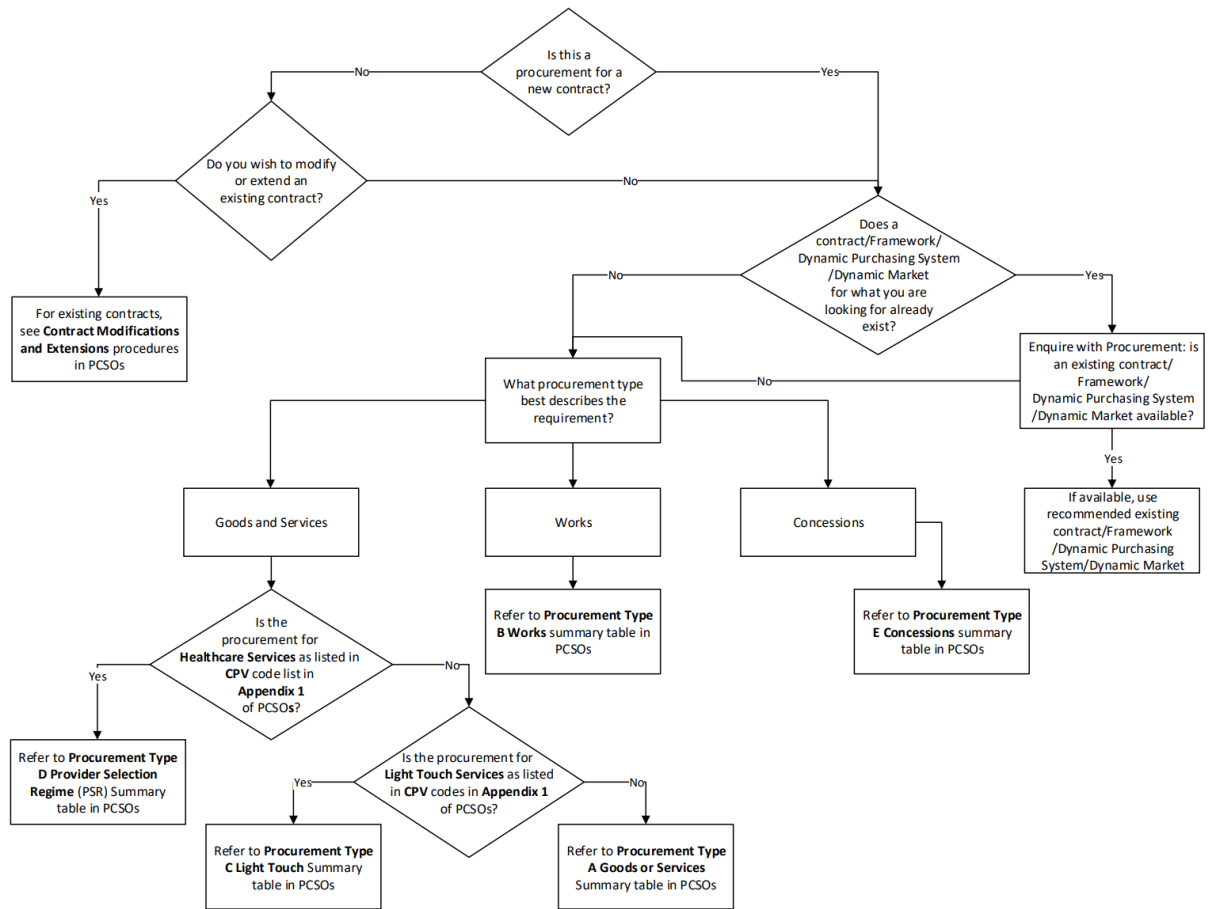 Is this a
procurement for a
new contract?
No
Yes
Do you wish to modify
or extend an
existing contract?
No
Yes
Does a
contract/Framework/
Dynamic Purchasing System
/Dynamic Market
for what you are
looking for already
exist?
No
Yes
For existing contracts,
see Contract Modifications
and Extensions procedures
in PCSOs
Enquire with Procurement: is
an existing contract/
Framework/
Dynamic Purchasing System
/Dynamic Market available?
No
Yes
What procurement type
best describes the
requirement?
If available, use
recommended existing
contract/Framework
/Dynamic Purchasing
System/Dynamic Market
Goods and Services
Works
Concessions
Is the
procurement for
Healthcare Services as listed in
CPV code list in
Appendix 1
of PCSOs?
Yes
No
Refer to Procurement Type
B Works summary table in
PCSOs
Refer to Procurement Type
E Concessions summary
table in PCSOs
Refer to Procurement Type
D Provider Selection
Regime (PSR) Summary
table in PCSOs
Is the procurement for
Light Touch Services as listed
in CPV codes in Appendix 1
of PCSOs?
Yes
No
Refer to Procurement Type
C Light Touch Summary
table in PCSOs
Refer to Procurement Type
A Goods or Services
Summary table in PCSOs